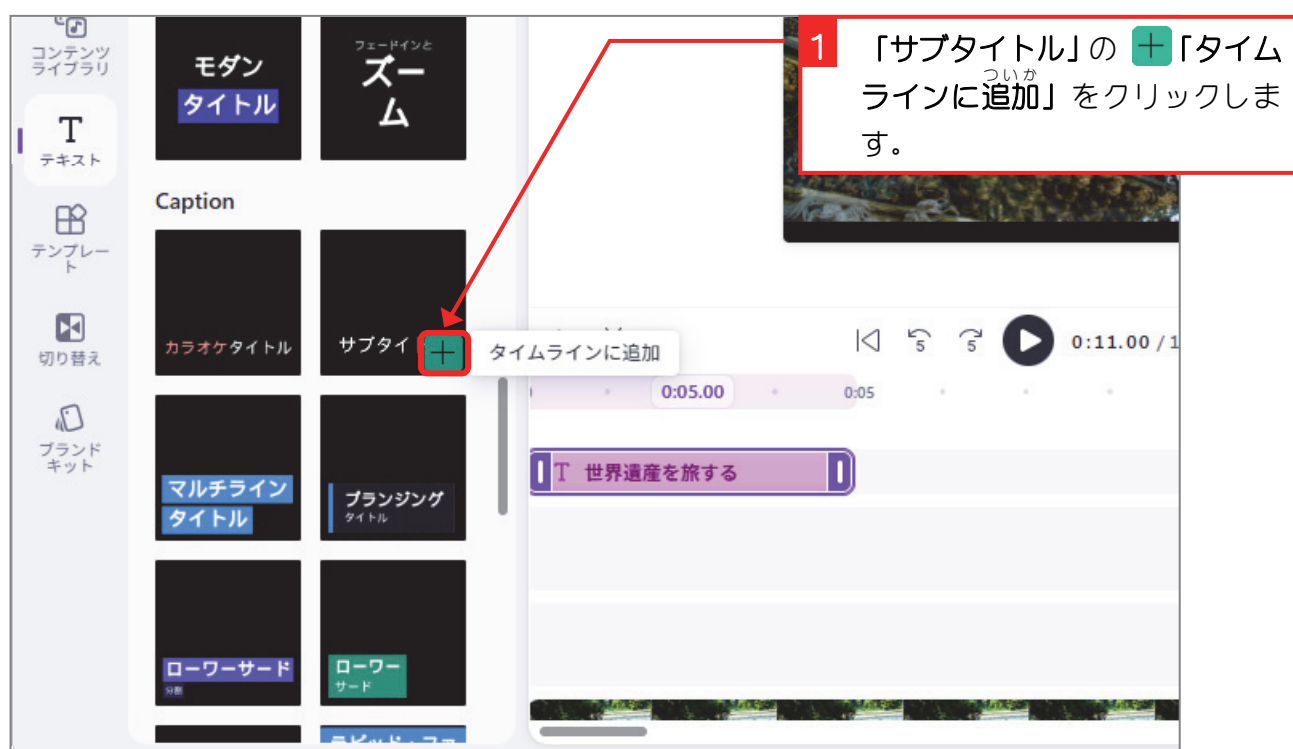 コンテンツ
ライブラリ
T
テキスト
テンプレー
ト
切り替え
ブランド
キット
モダン
タイトル
フェードインと
ズー
ム
Caption
カラオケタイトル
サブタイ
タイムラインに追加
マルチライン
タイトル
ブランジング
タイトル
ローワーサード
分割
ローワー
サード
1
「サブタイトル」の + 「タイム
ついか
ラインに追加」をクリックしま
す。
5
5
0:11.00 / 1
0:05.00
0:05
T 世界遺産を旅する